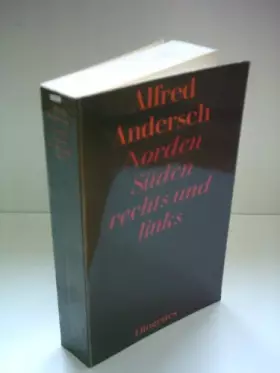 Alfred
Andersch
Norden
Süden
rechts und
links
Diogenes